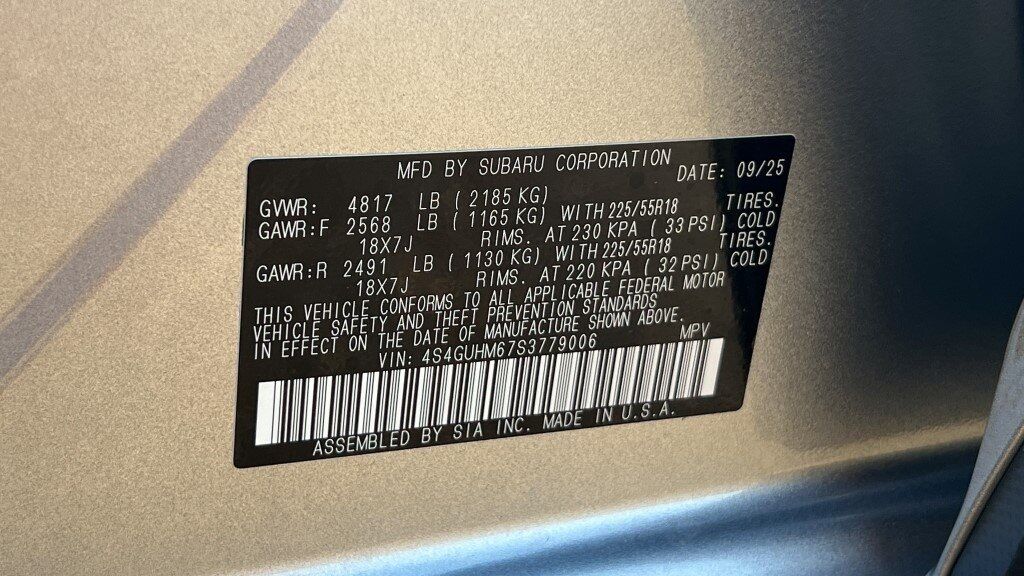 MFD BY SUBARU CORPORATION DATE: 09/25
GVWR: 4817 LB ( 2185 KG)
GAWR:F 2568 LB ( 1165 KG) WITH 225/55R18 TIRES.
18X7J RIMS. AT 230 KPA ( 33 PSI) COLD
GAWR:R 2491 LB ( 1130 KG) WITH 225/55R18 TIRES.
18X7J RIMS. AT 220 KPA ( 32 PSI) COLD
THIS VEHICLE CONFORMS TO ALL APPLICABLE FEDERAL MOTOR
VEHICLE SAFETY AND THEFT PREVENTION STANDARDS
IN EFFECT ON THE DATE OF MANUFACTURE SHOWN ABOVE.
VIN: 4S4GUHM67S3779006 MPV
ASSEMBLED BY SIA INC. MADE IN U.S.A.